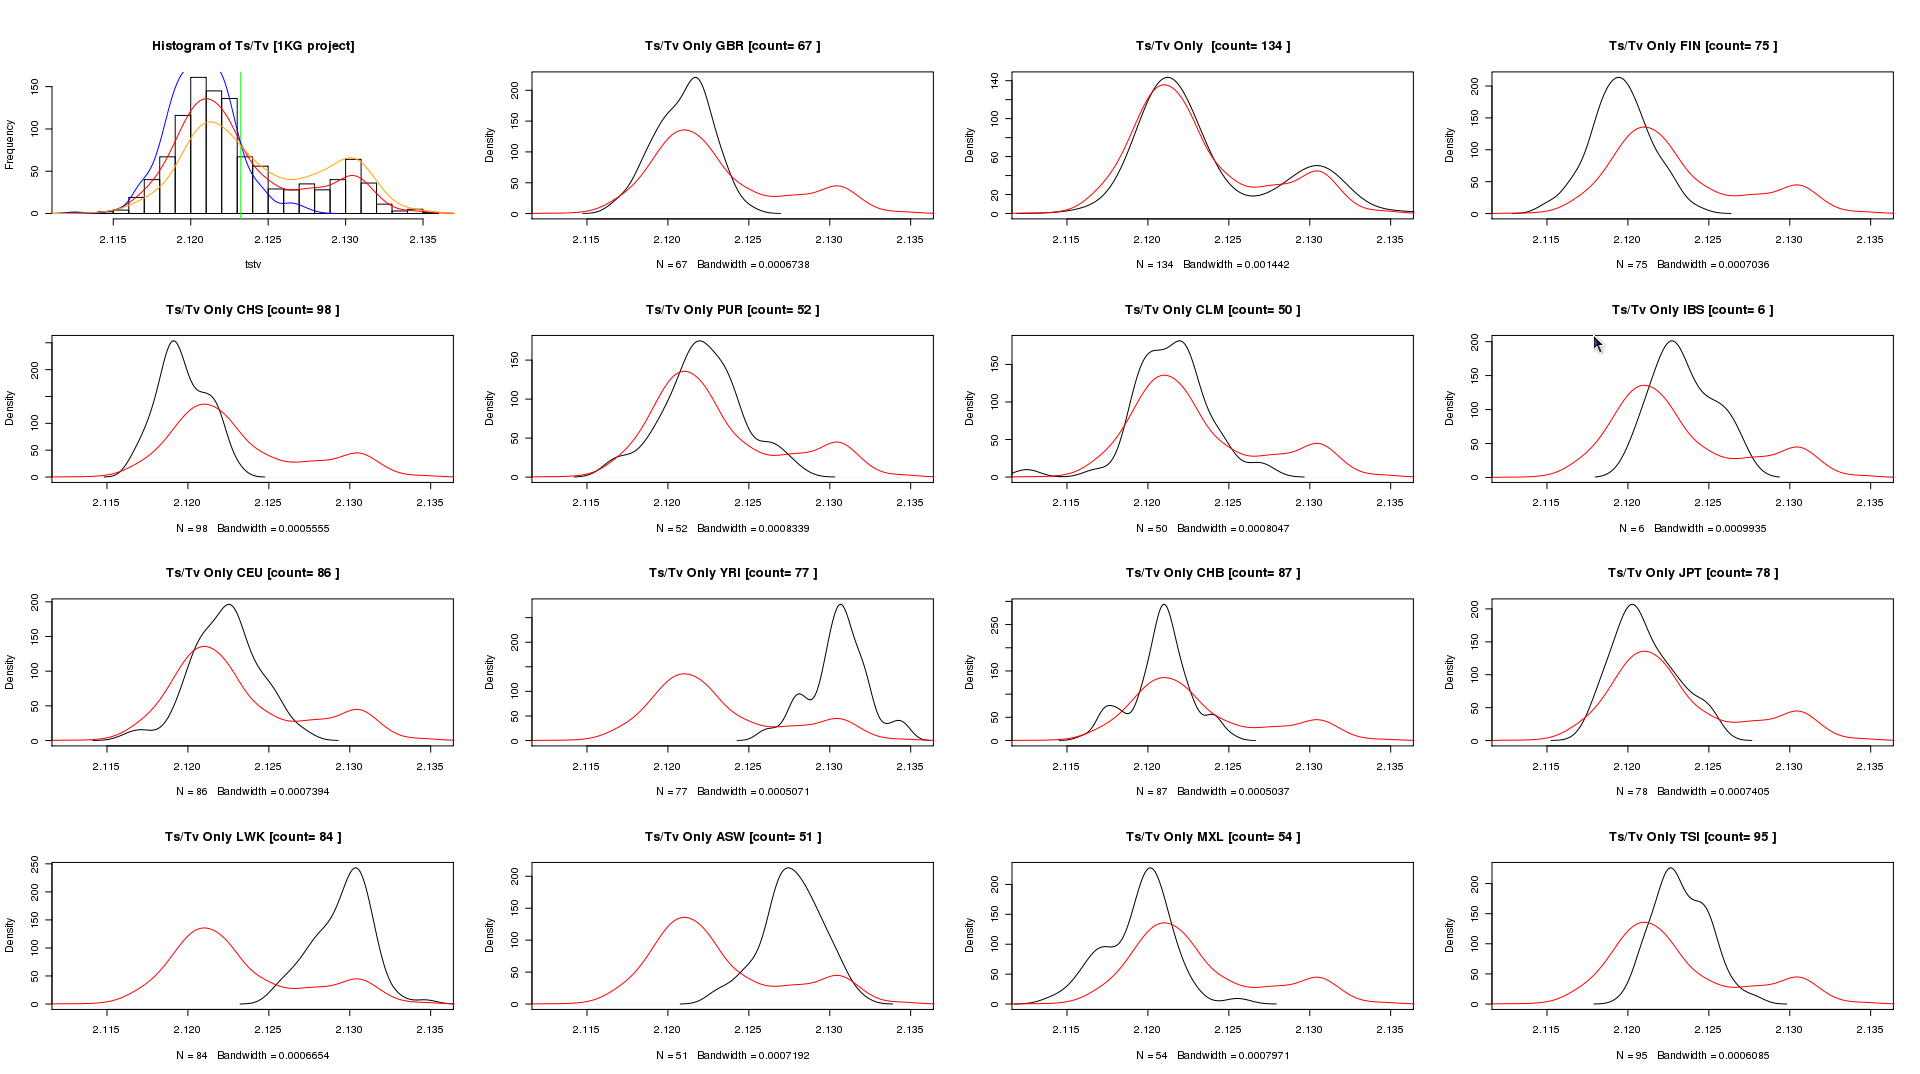 Histogram of Ts/Tv [1KG project]
Frequency
0 50 100 150
2.115 2.120 2.125 2.130 2.135
tstv
Ts/Tv Only GBR [count= 67 ]
Density
0 50 100 150 200
2.115 2.120 2.125 2.130 2.135
N = 67 Bandwidth = 0.0006738
Ts/Tv Only [count= 134 ]
Density
0 20 60 100 140
2.115 2.120 2.125 2.130 2.135
N = 134 Bandwidth = 0.001442
Ts/Tv Only FIN [count= 75 ]
Density
0 50 100 150 200
2.115 2.120 2.125 2.130 2.135
N = 75 Bandwidth = 0.0007036
Ts/Tv Only CHS [count= 98 ]
Density
0 50 100 200
2.115 2.120 2.125 2.130 2.135
N = 98 Bandwidth = 0.0005555
Ts/Tv Only PUR [count= 52 ]
Density
0 50 100 150
2.115 2.120 2.125 2.130 2.135
N = 52 Bandwidth = 0.0008339
Ts/Tv Only CLM [count= 50 ]
Density
0 50 100 150
2.115 2.120 2.125 2.130 2.135
N = 50 Bandwidth = 0.0008047
Ts/Tv Only IBS [count= 6 ]
Density
0 50 100 150 200
2.115 2.120 2.125 2.130 2.135
N = 6 Bandwidth = 0.0009935
Ts/Tv Only CEU [count= 86 ]
Density
0 50 100 150 200
2.115 2.120 2.125 2.130 2.135
N = 86 Bandwidth = 0.0007394
Ts/Tv Only YRI [count= 77 ]
Density
0 50 100 200
2.115 2.120 2.125 2.130 2.135
N = 77 Bandwidth = 0.0005071
Ts/Tv Only CHB [count= 87 ]
Density
0 50 150 250
2.115 2.120 2.125 2.130 2.135
N = 87 Bandwidth = 0.0005037
Ts/Tv Only JPT [count= 78 ]
Density
0 50 100 150 200
2.115 2.120 2.125 2.130 2.135
N = 78 Bandwidth = 0.0007405
Ts/Tv Only LWK [count= 84 ]
Density
0 50 100 150 200 250
2.115 2.120 2.125 2.130 2.135
N = 84 Bandwidth = 0.0006654
Ts/Tv Only ASW [count= 51 ]
Density
0 50 100 150 200
2.115 2.120 2.125 2.130 2.135
N = 51 Bandwidth = 0.0007192
Ts/Tv Only MXL [count= 54 ]
Density
0 50 100 150 200
2.115 2.120 2.125 2.130 2.135
N = 54 Bandwidth = 0.0007971
Ts/Tv Only TSI [count= 95 ]
Density
0 50 100 150 200
2.115 2.120 2.125 2.130 2.135
N = 95 Bandwidth = 0.0006085